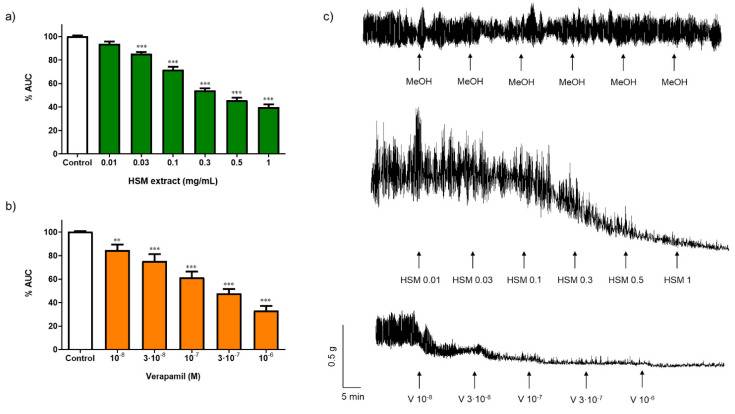 a)
% AUC
100
80
60
40
20
0
***
***
***
***
***
Control 0.01 0.03 0.1 0.3 0.5 1
HSM extract (mg/mL)
b)
% AUC
100
80
60
40
20
0
**
***
***
***
***
Control 10⁻⁸ 3·10⁻⁸ 10⁻⁷ 3·10⁻⁷ 10⁻⁶
Verapamil (M)
c)
MeOH MeOH MeOH MeOH MeOH MeOH
HSM 0.01 HSM 0.03 HSM 0.1 HSM 0.3 HSM 0.5 HSM 1
0.5 g
5 min
V 10⁻⁸ V 3·10⁻⁸ V 10⁻⁷ V 3·10⁻⁷ V 10⁻⁶